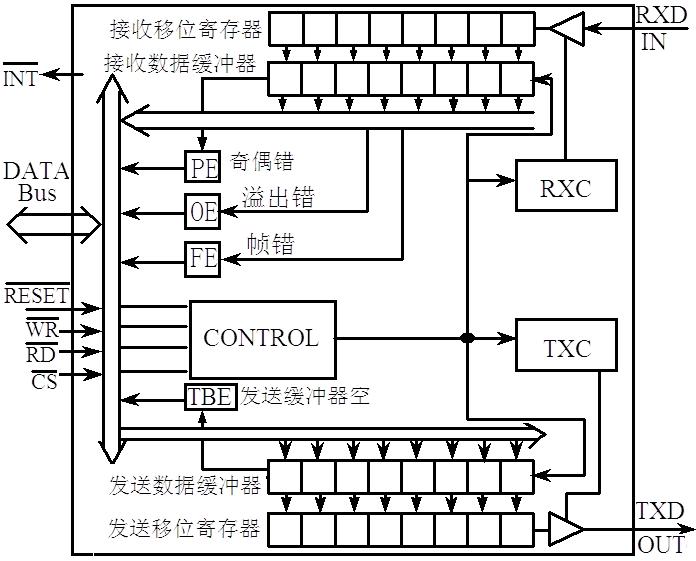 接收移位寄存器
RXD
IN
接收数据缓冲器
INT
PE
奇偶错
DATA
Bus
RXC
OE
溢出错
FE
帧错
RESET
WR
RD
CS
CONTROL
TXC
TBE
发送缓冲器空
发送数据缓冲器
发送移位寄存器
TXD
OUT